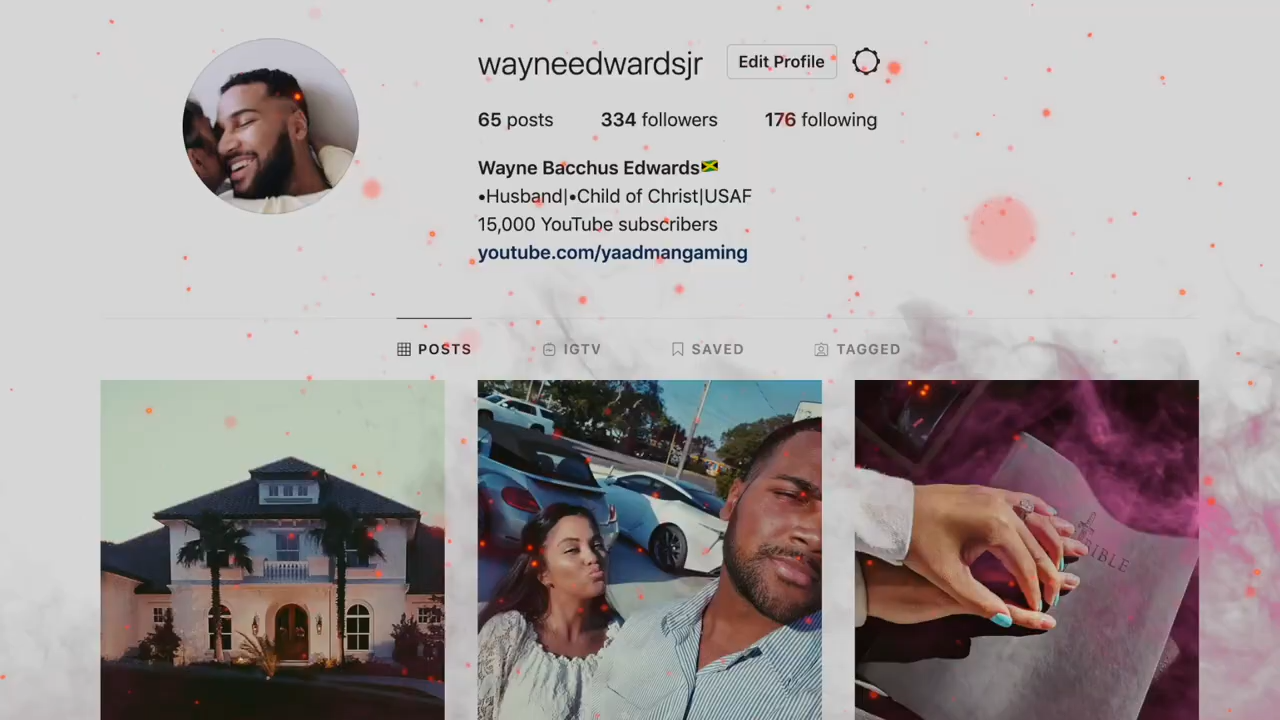 wayneedwardsjr Edit Profile
65 posts 334 followers 176 following
Wayne Bacchus Edwards🇯🇲
•Husband|•Child of Christ|USAF
15,000 YouTube subscribers
youtube.com/yaadmangaming
POSTS IGTV SAVED TAGGED
BIBLE